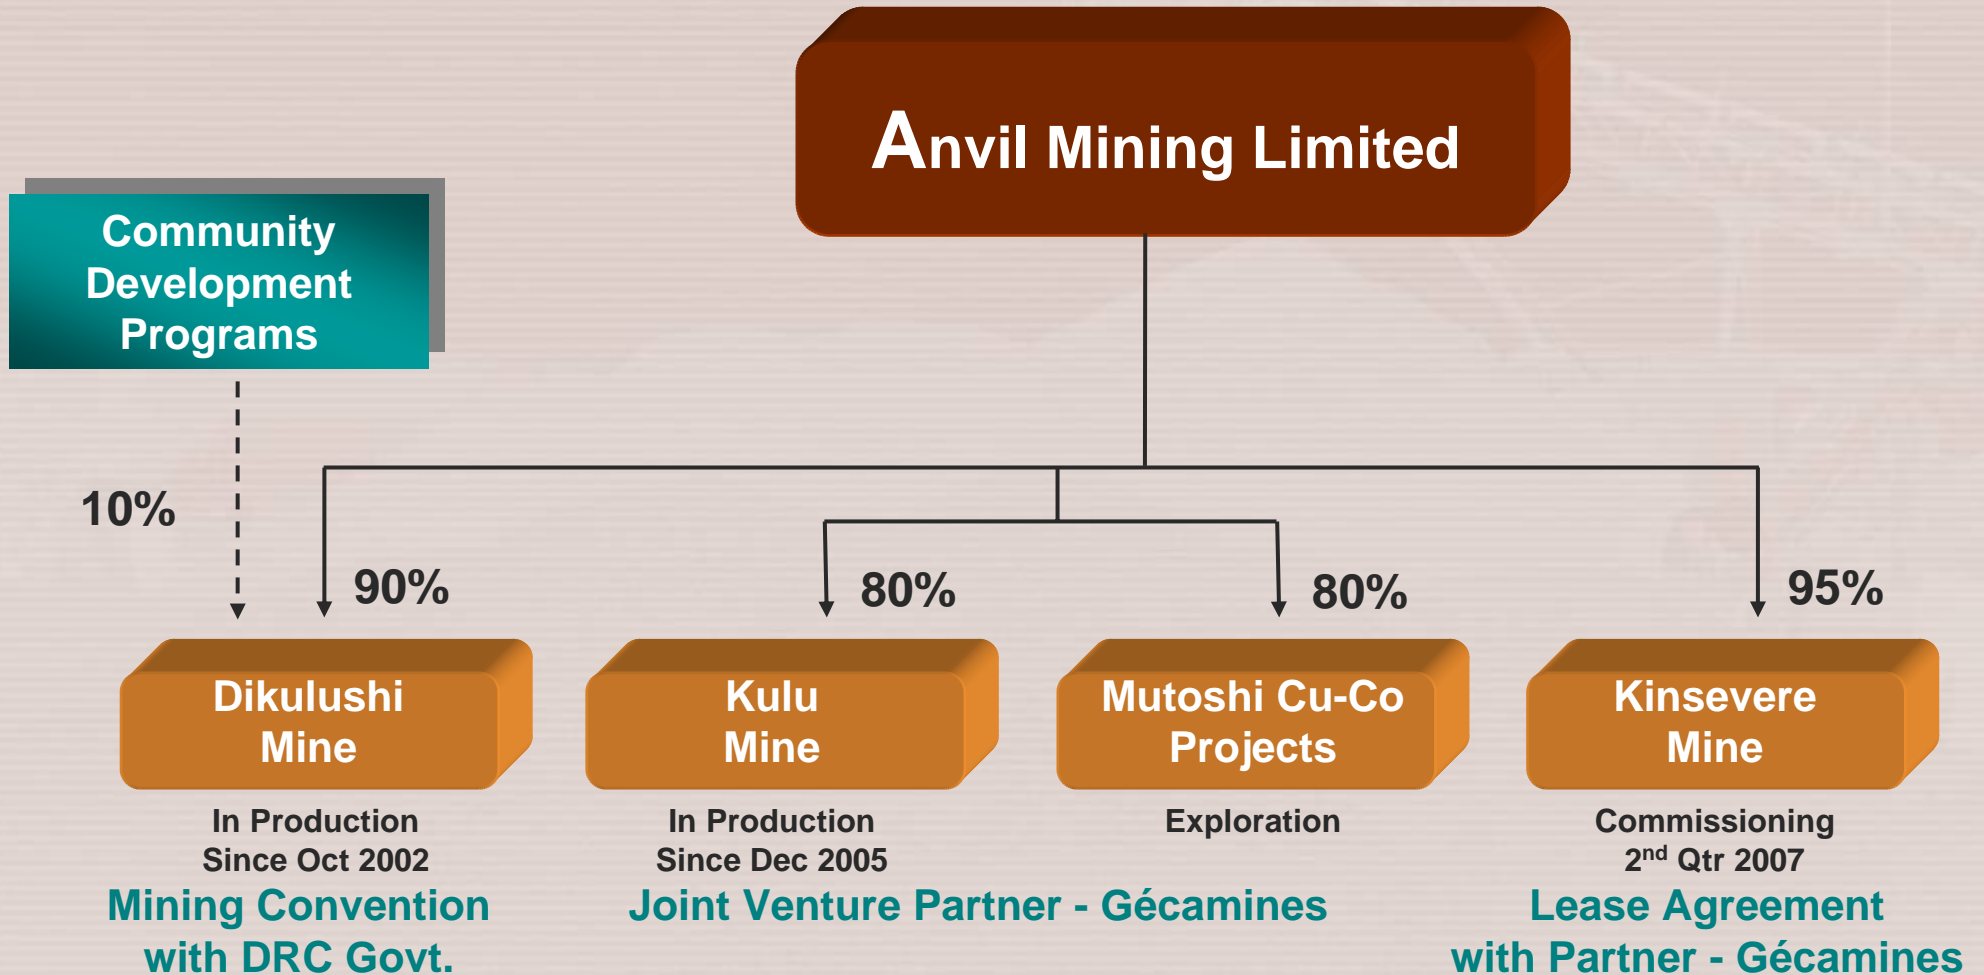 Anvil Mining Limited
Community
Development
Programs
10%
90%
80%
80%
95%
Dikulushi
Mine
Kulu
Mine
Mutoshi Cu-Co
Projects
Kinsevere
Mine
In Production
Since Oct 2002
In Production
Since Dec 2005
Exploration
Commissioning
2nd Qtr 2007
Mining Convention
with DRC Govt.
Joint Venture Partner - Gécamines
Lease Agreement
with Partner - Gécamines